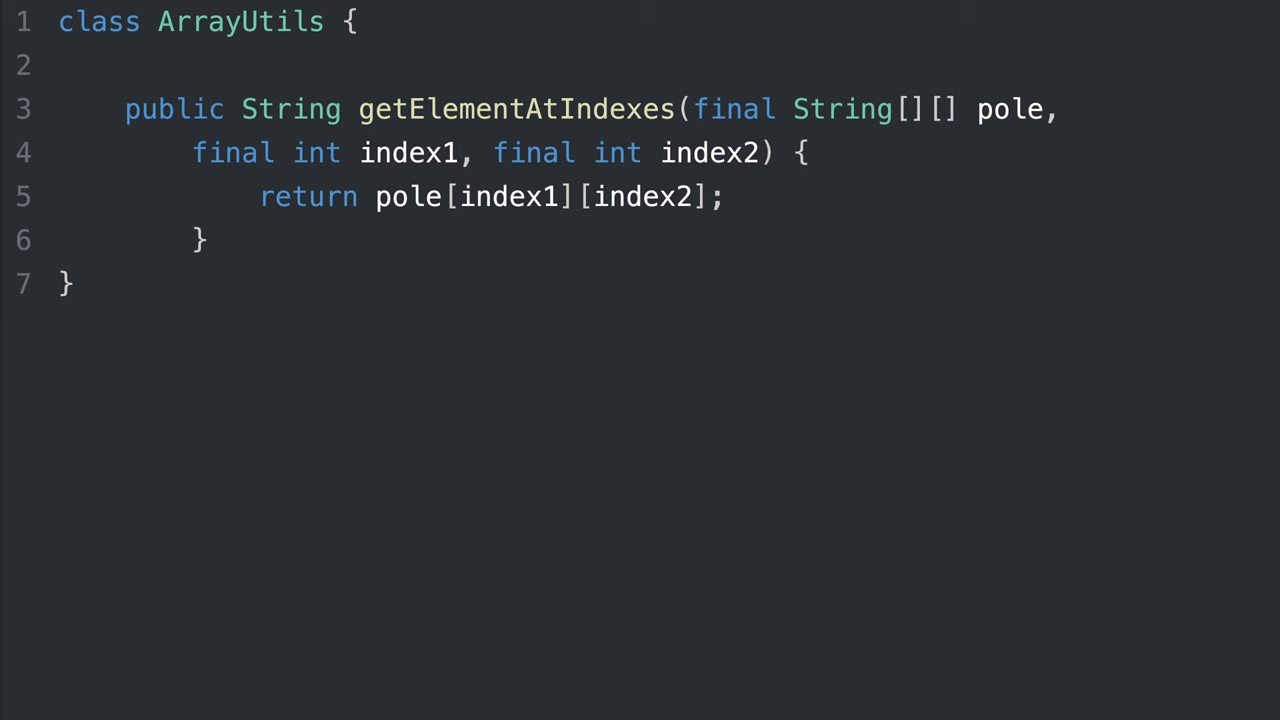 1 class ArrayUtils {
2
3     public String getElementAtIndexes(final String[][] pole,
4         final int index1, final int index2) {
5             return pole[index1][index2];
6         }
7 }